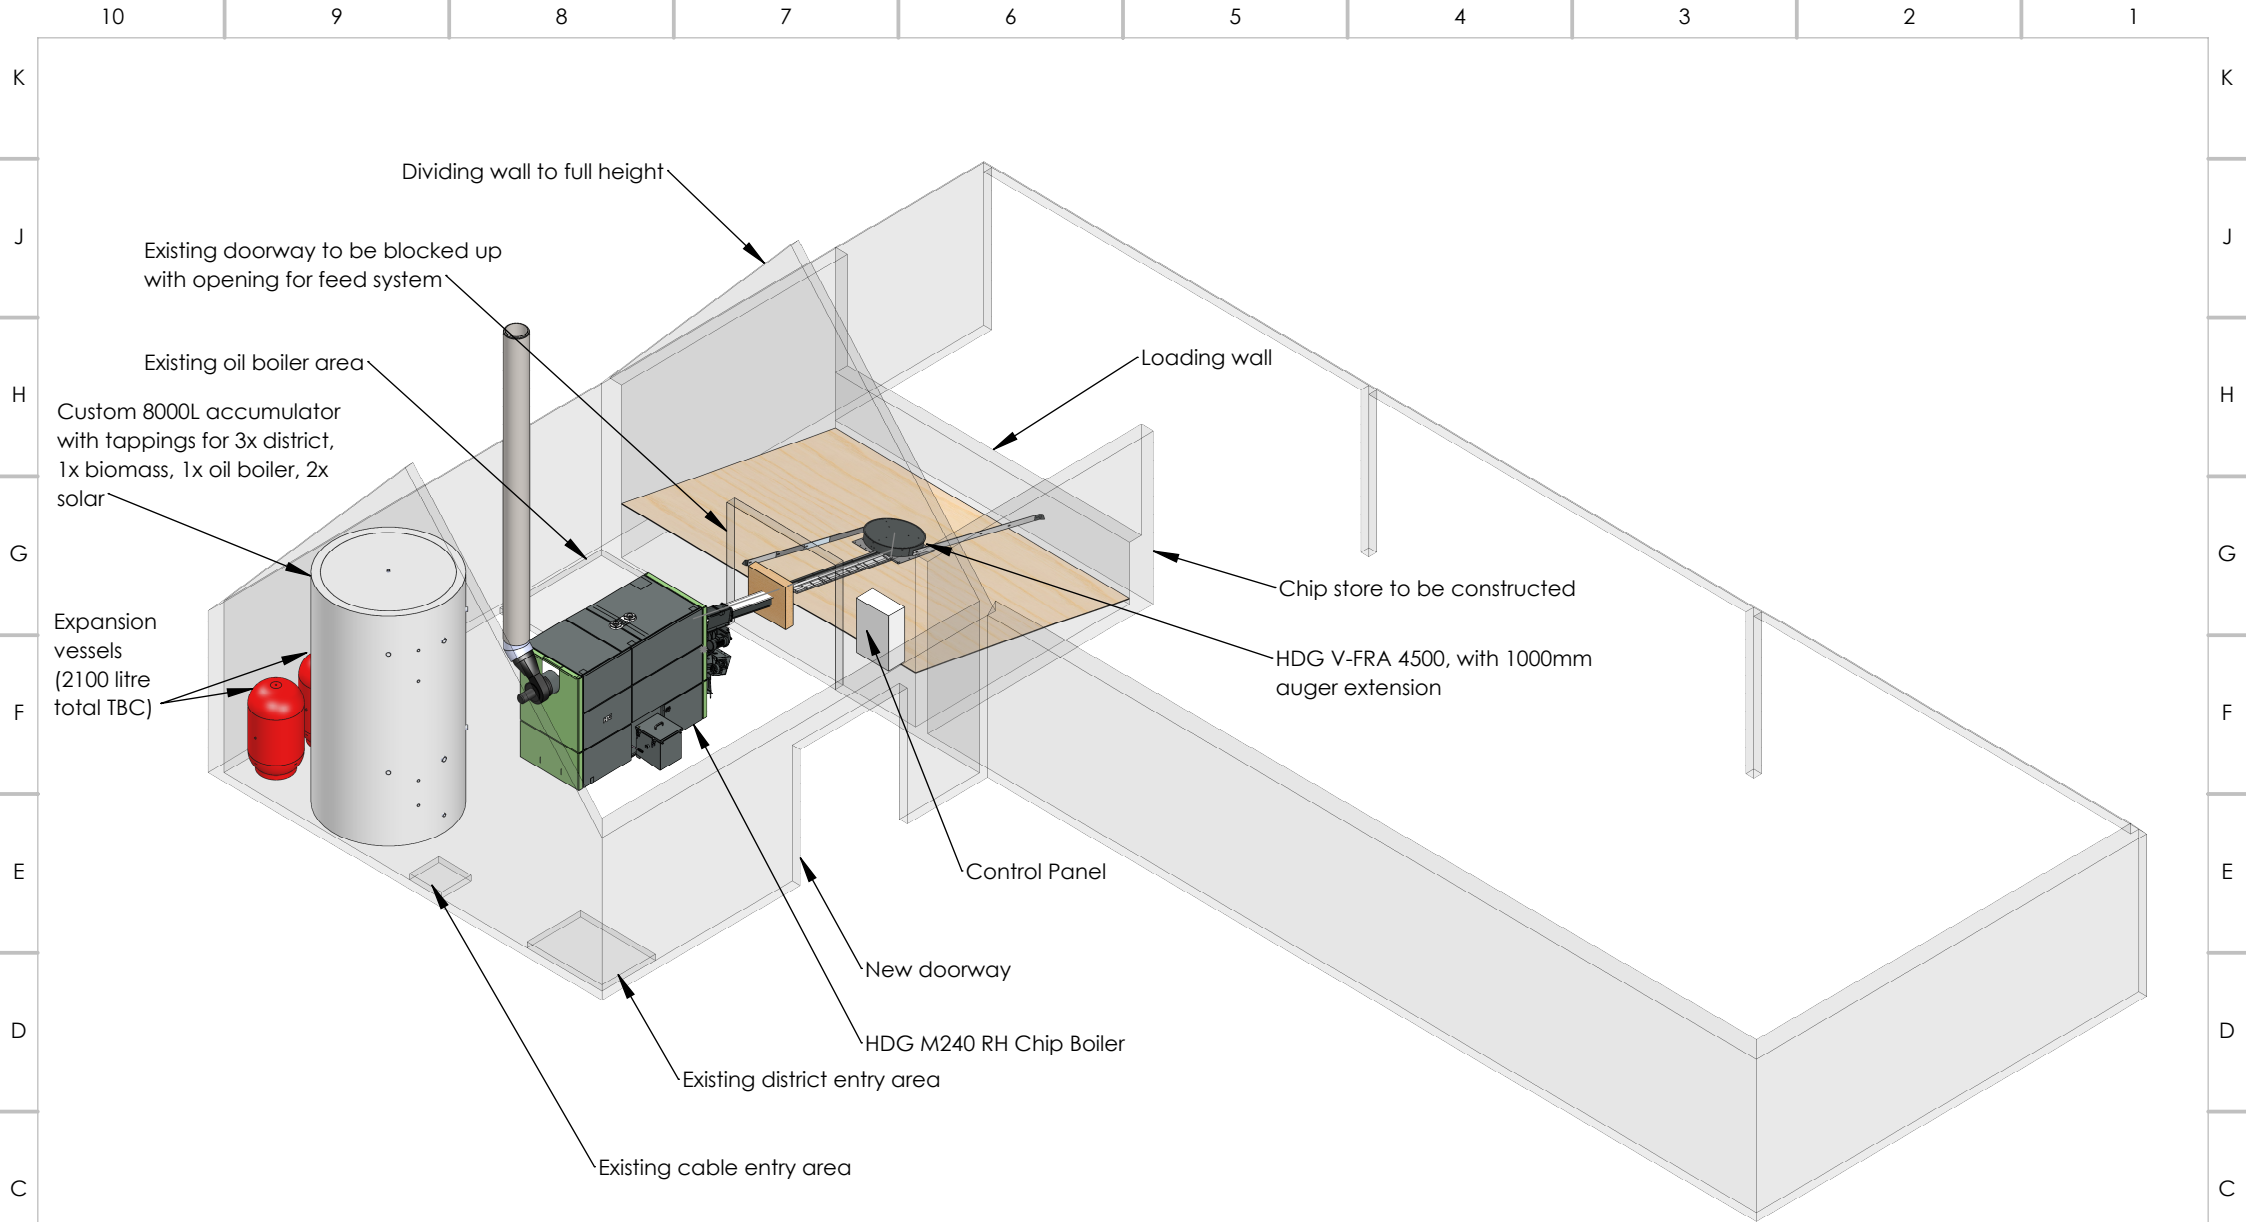 10 9 8 7 6 5 4 3 2 1
K K
Dividing wall to full height
J J
Existing doorway to be blocked up
with opening for feed system
Existing oil boiler area
Loading wall
H H
Custom 8000L accumulator
with tappings for 3x district,
1x biomass, 1x oil boiler, 2x
solar
G G
Chip store to be constructed
Expansion
vessels
(2100 litre
total TBC)
HDG V-FRA 4500, with 1000mm
auger extension
F F
E E
Control Panel
New doorway
D D
HDG M240 RH Chip Boiler
Existing district entry area
Existing cable entry area
C C